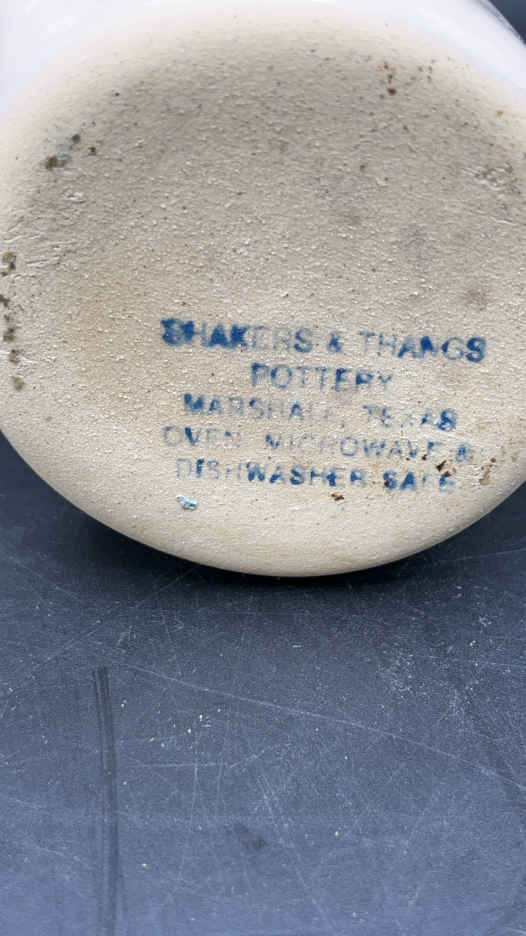 SHAKERS & THANGS
POTTERY
MARSHALL, TEXAS
OVEN MICROWAVE &
DISHWASHER SAFE